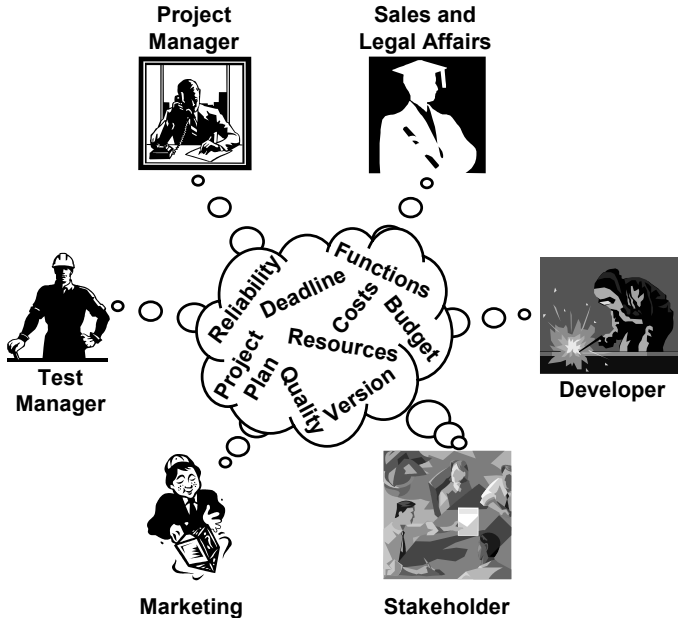 Project
Manager
Sales and
Legal Affairs
Reliability
Deadline
Functions
Costs
Budget
Resources
Project
Plan
Quality
Version
Test
Manager
Developer
Marketing
Stakeholder